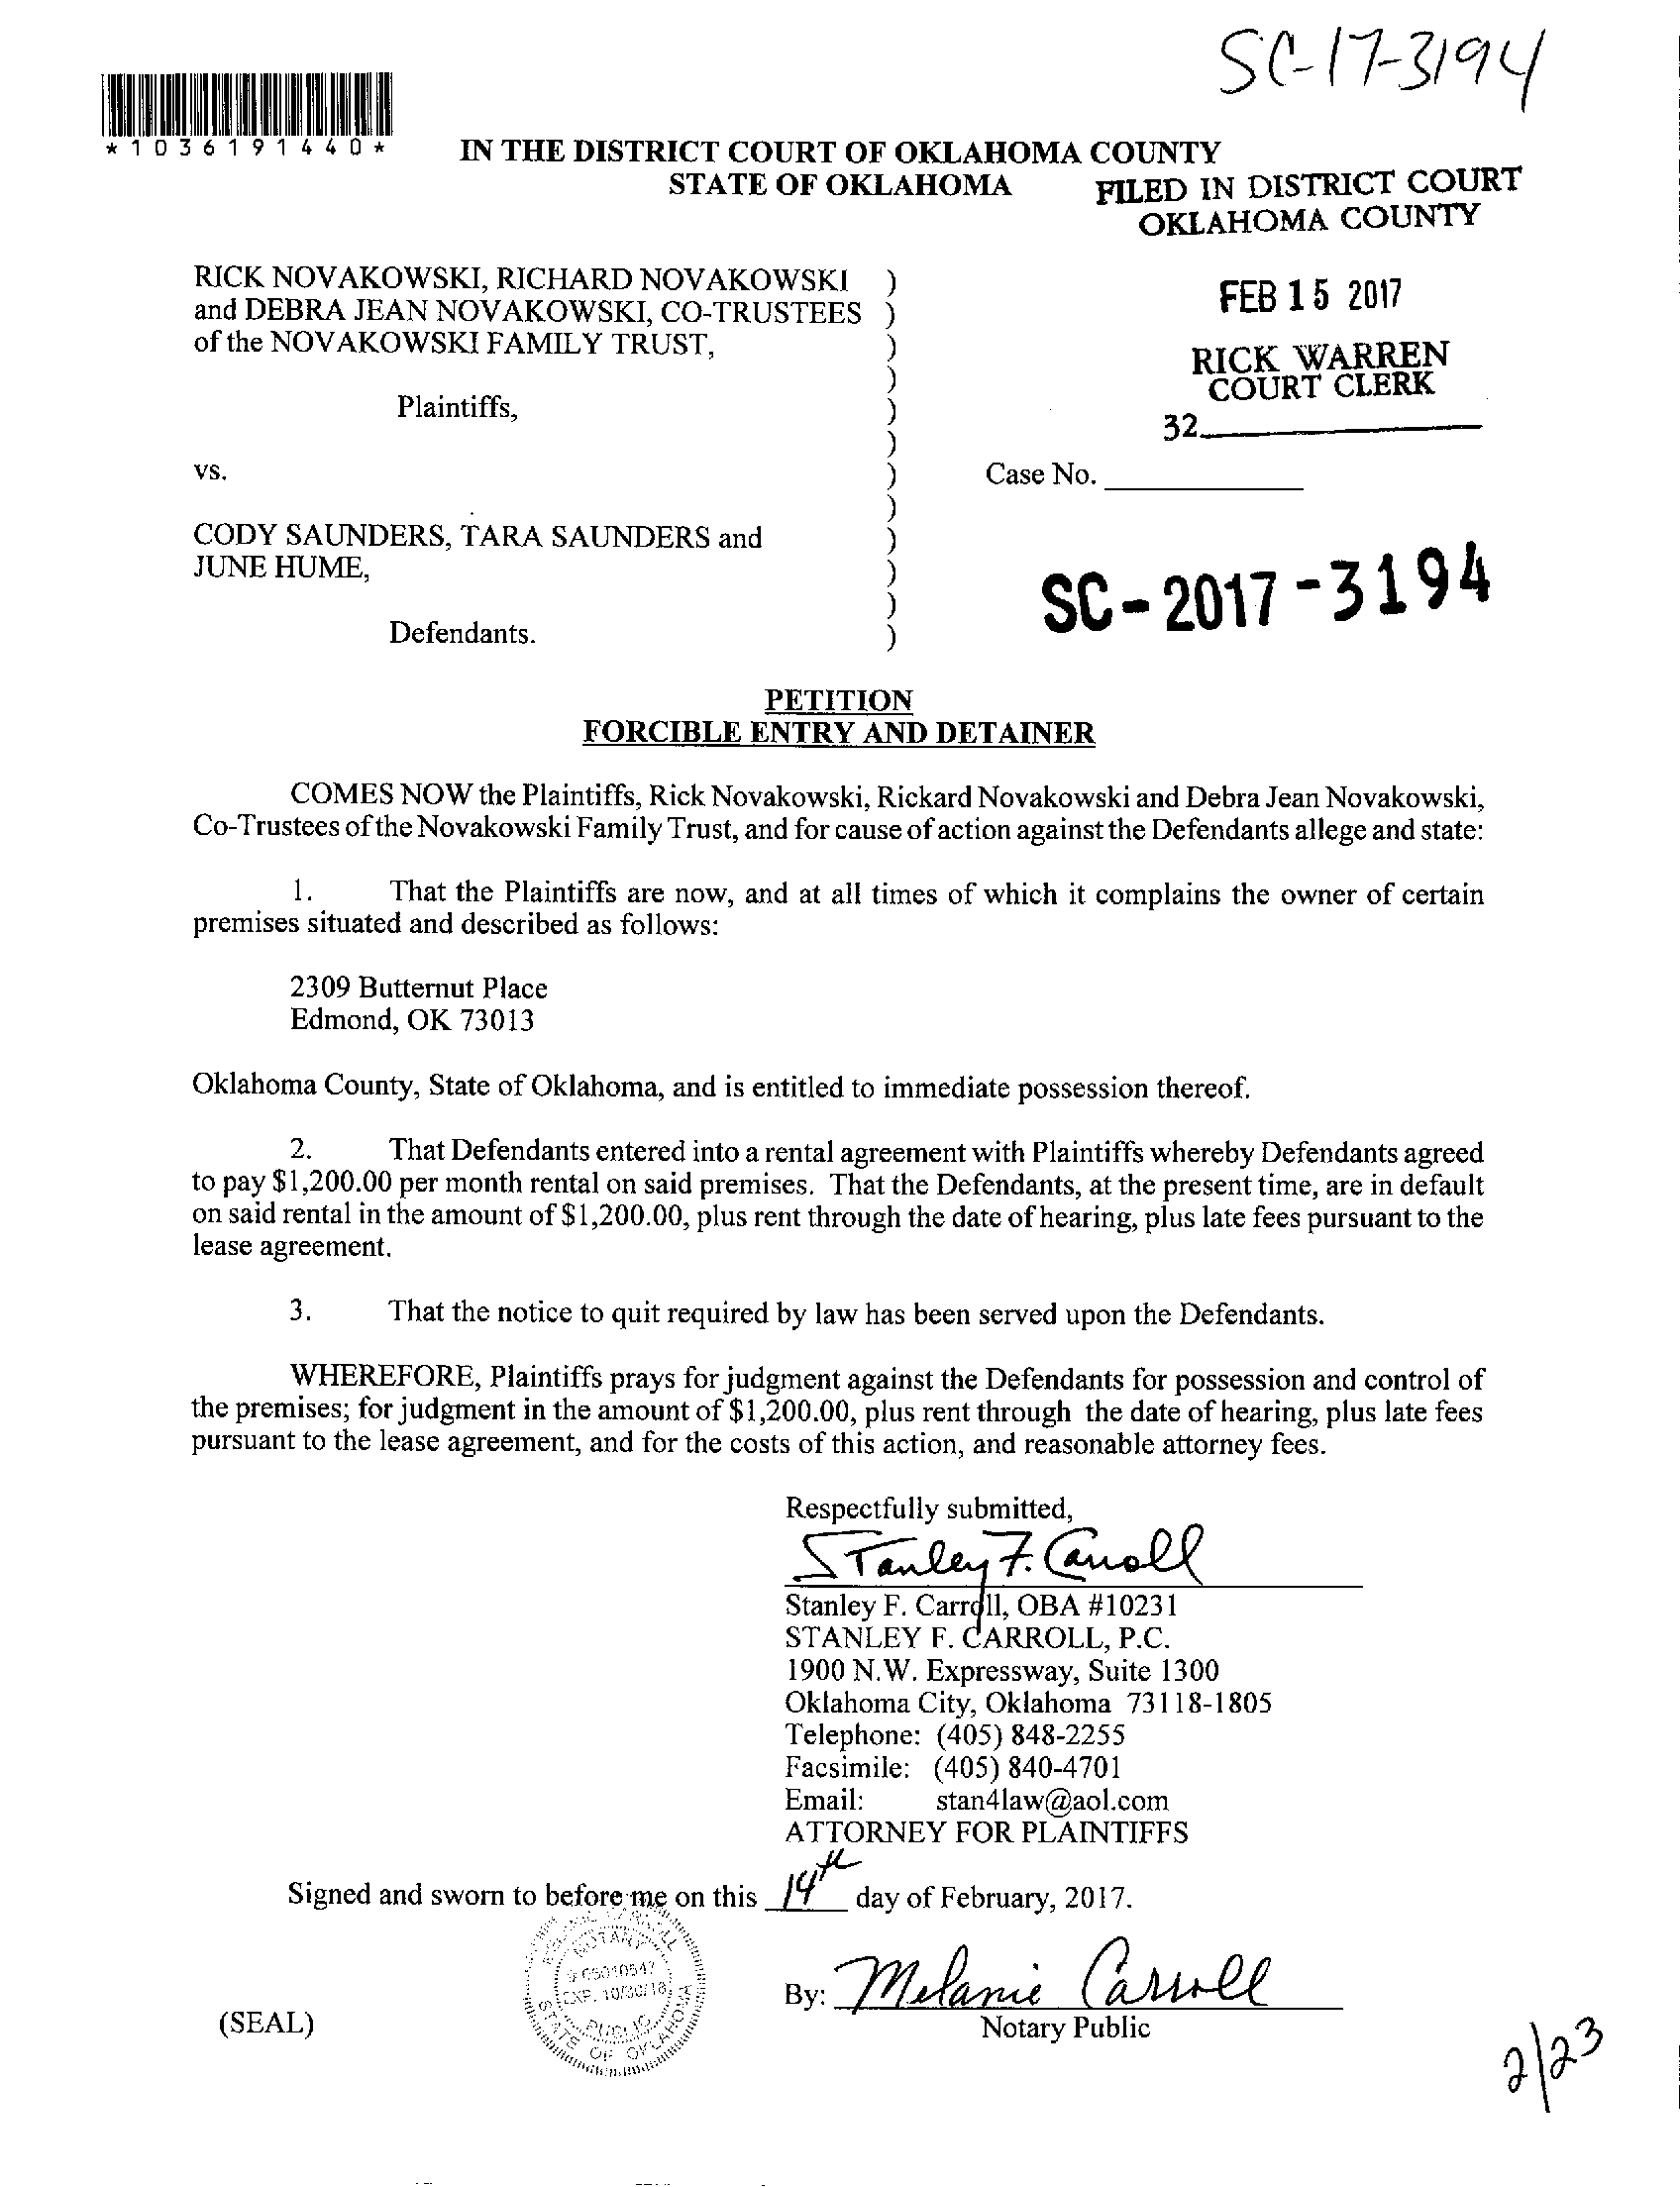 SC-17-3194
*1036191440*
IN THE DISTRICT COURT OF OKLAHOMA COUNTY
STATE OF OKLAHOMA
FILED IN DISTRICT COURT
OKLAHOMA COUNTY
RICK NOVAKOWSKI, RICHARD NOVAKOWSKI )
and DEBRA JEAN NOVAKOWSKI, CO-TRUSTEES )
of the NOVAKOWSKI FAMILY TRUST, )
)
FEB 15 2017
RICK WARREN
COURT CLERK
32
Plaintiffs, )
)
vs. ) Case No.
)
CODY SAUNDERS, TARA SAUNDERS and )
JUNE HUME, )
)
Defendants. )
SC-2017-3194
PETITION
FORCIBLE ENTRY AND DETAINER
COMES NOW the Plaintiffs, Rick Novakowski, Rickard Novakowski and Debra Jean Novakowski,
Co-Trustees of the Novakowski Family Trust, and for cause of action against the Defendants allege and state:
1. That the Plaintiffs are now, and at all times of which it complains the owner of certain
premises situated and described as follows:
2309 Butternut Place
Edmond, OK 73013
Oklahoma County, State of Oklahoma, and is entitled to immediate possession thereof.
2. That Defendants entered into a rental agreement with Plaintiffs whereby Defendants agreed
to pay $1,200.00 per month rental on said premises. That the Defendants, at the present time, are in default
on said rental in the amount of $1,200.00, plus rent through the date of hearing, plus late fees pursuant to the
lease agreement.
3. That the notice to quit required by law has been served upon the Defendants.
WHEREFORE, Plaintiffs prays for judgment against the Defendants for possession and control of
the premises; for judgment in the amount of $1,200.00, plus rent through the date of hearing, plus late fees
pursuant to the lease agreement, and for the costs of this action, and reasonable attorney fees.
Respectfully submitted,
Stanley F. Carroll
Stanley F. Carroll, OBA #10231
STANLEY F. CARROLL, P.C.
1900 N.W. Expressway, Suite 1300
Oklahoma City, Oklahoma 73118-1805
Telephone: (405) 848-2255
Facsimile: (405) 840-4701
Email: stan4law@aol.com
ATTORNEY FOR PLAINTIFFS
Signed and sworn to before me on this 14th day of February, 2017.
NOTARY
# 05010547
EXP. 10/30/18
PUBLIC
STATE OF OKLAHOMA
By: Melanie Carroll
(SEAL)
Notary Public
2/23